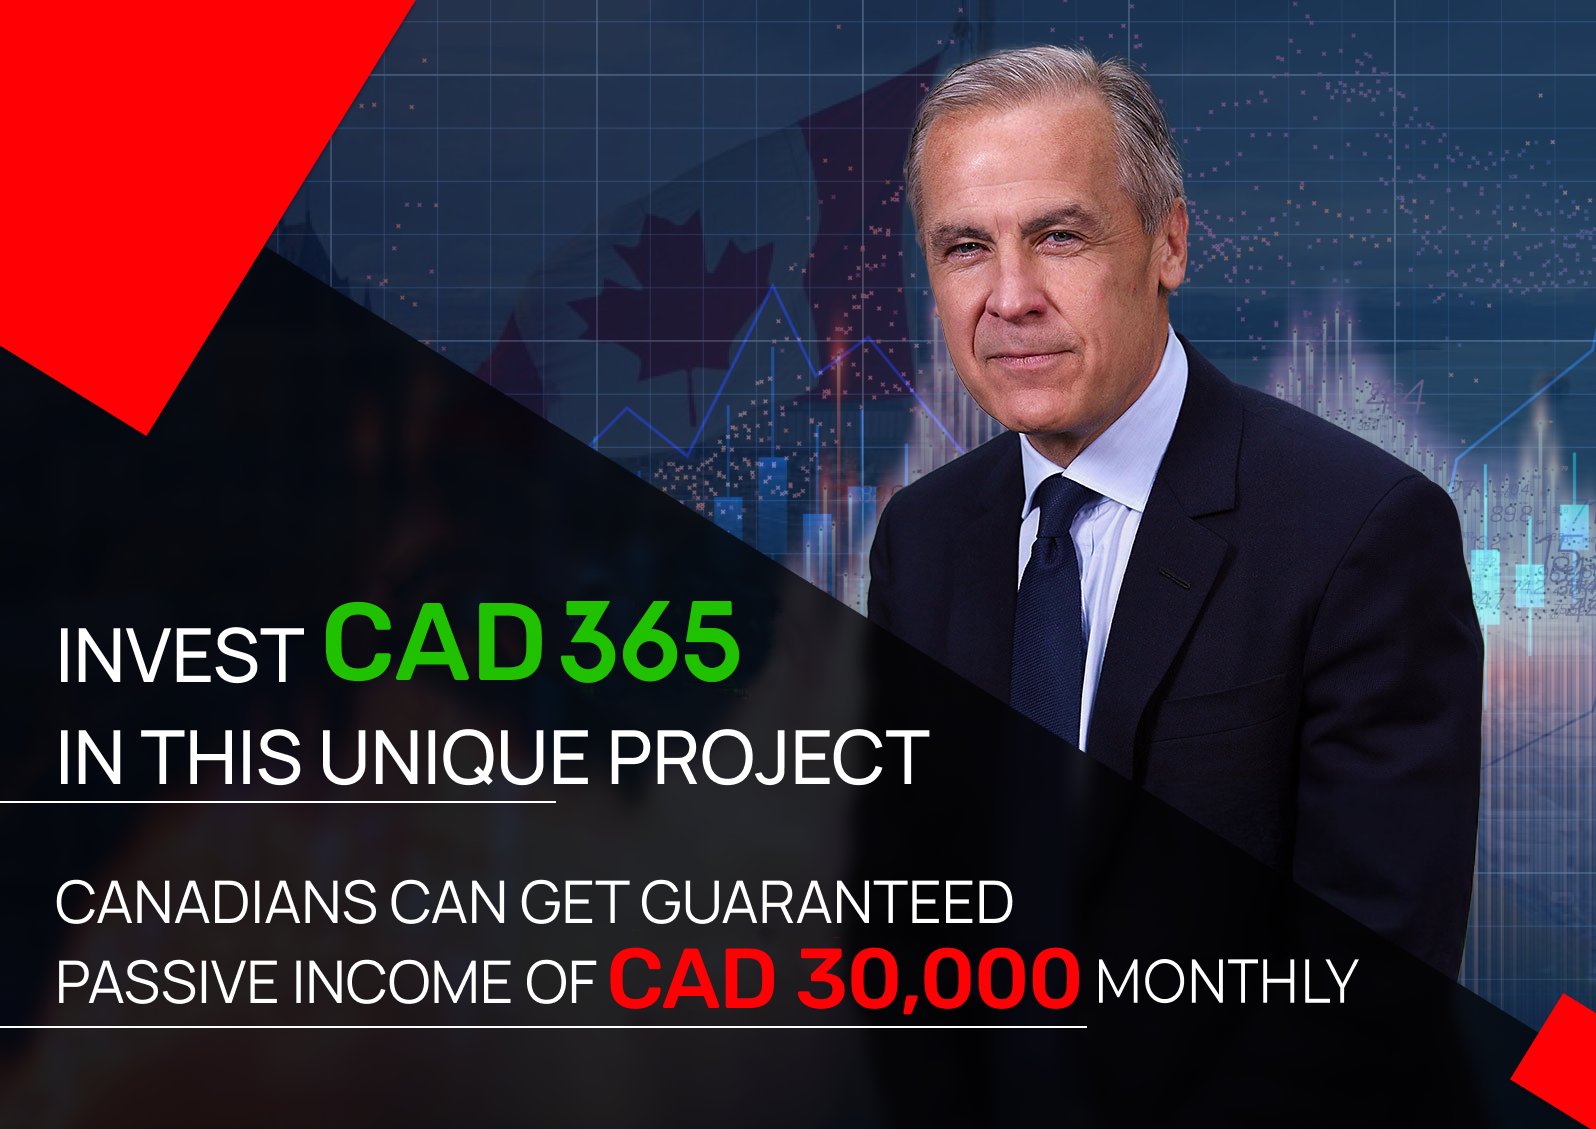 INVEST CAD 365
IN THIS UNIQUE PROJECT
CANADIANS CAN GET GUARANTEED
PASSIVE INCOME OF CAD 30,000 MONTHLY